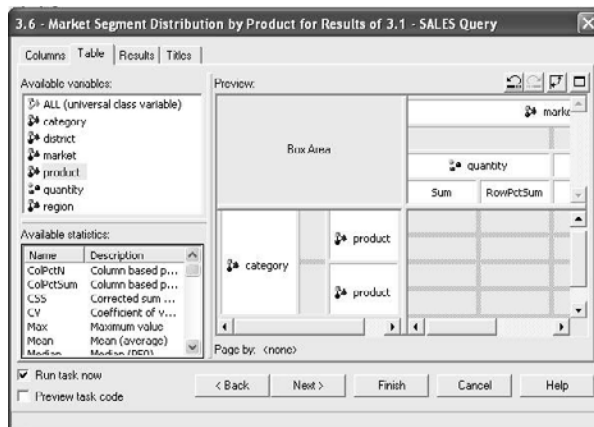 3.6 - Market Segment Distribution by Product for Results of 3.1 - SALES Query
Columns Table Results Titles
Available variables:
ALL (universal class variable)
category
district
market
product
quantity
region
Available statistics:
Name Description
ColPctN Column based p...
ColPctSum Column based p...
CSS Corrected sum ...
CV Coefficient of v...
Max Maximum value
Mean Mean (average)
Median Median (P50)
Preview:
Box Area
marke
quantity
Sum RowPctSum
category
product
product
Page by: <none>
Run task now
Preview task code
< Back Next > Finish Cancel Help